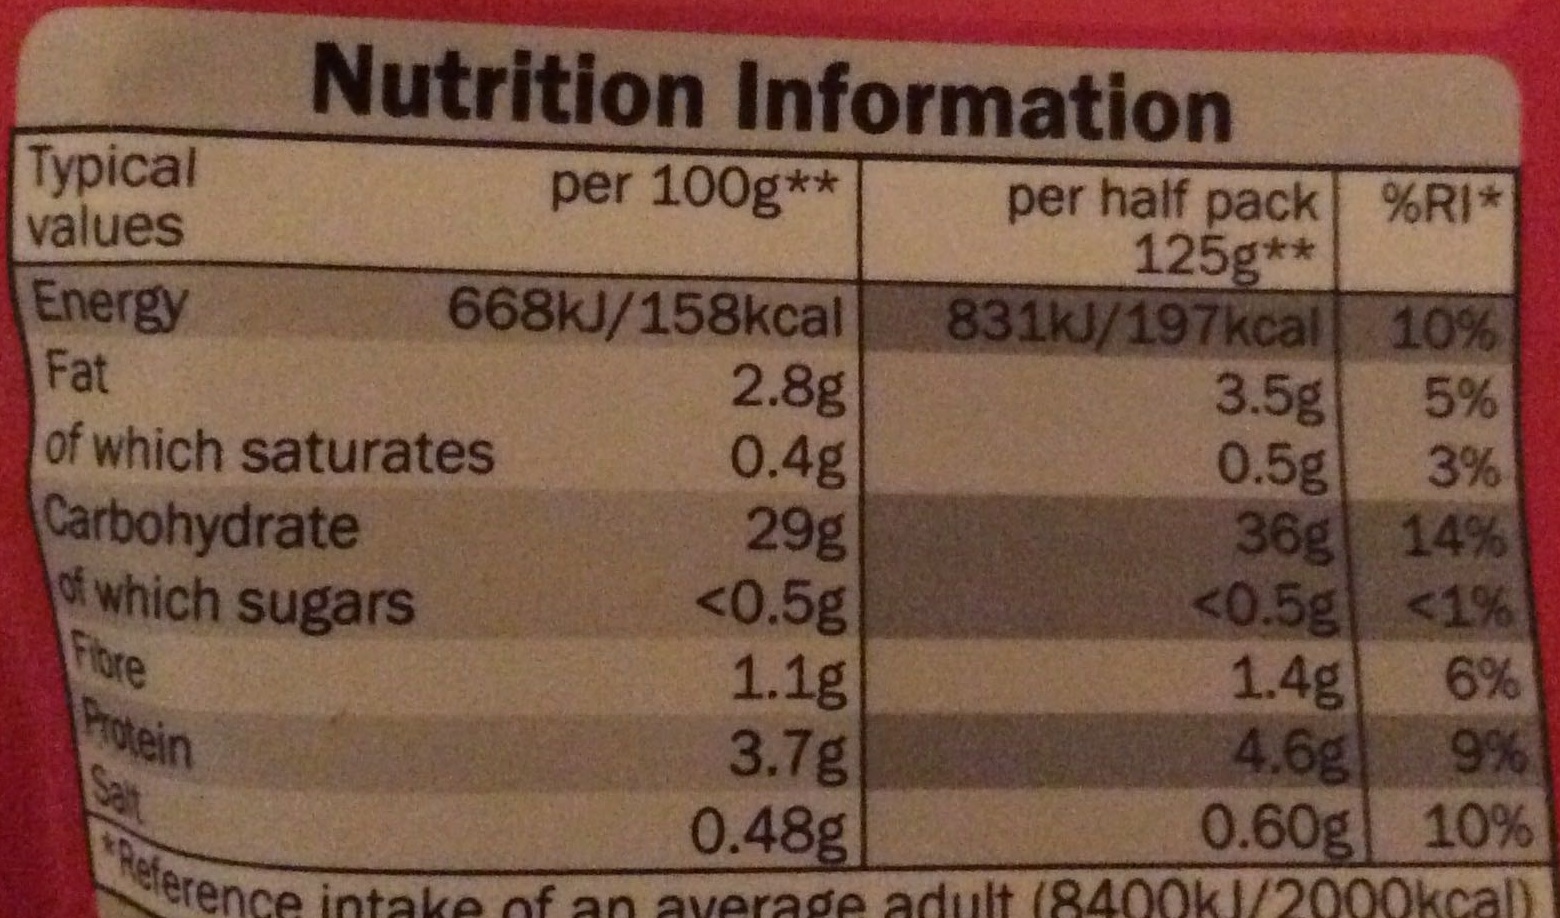 Nutrition Information
Typical values per 100g** per half pack 125g** %RI*
Energy 668kJ/158kcal 831kJ/197kcal 10%
Fat 2.8g 3.5g 5%
of which saturates 0.4g 0.5g 3%
Carbohydrate 29g 36g 14%
of which sugars <0.5g <0.5g <1%
Fibre 1.1g 1.4g 6%
Protein 3.7g 4.6g 9%
Salt 0.48g 0.60g 10%
*Reference intake of an average adult (8400kJ/2000kcal)